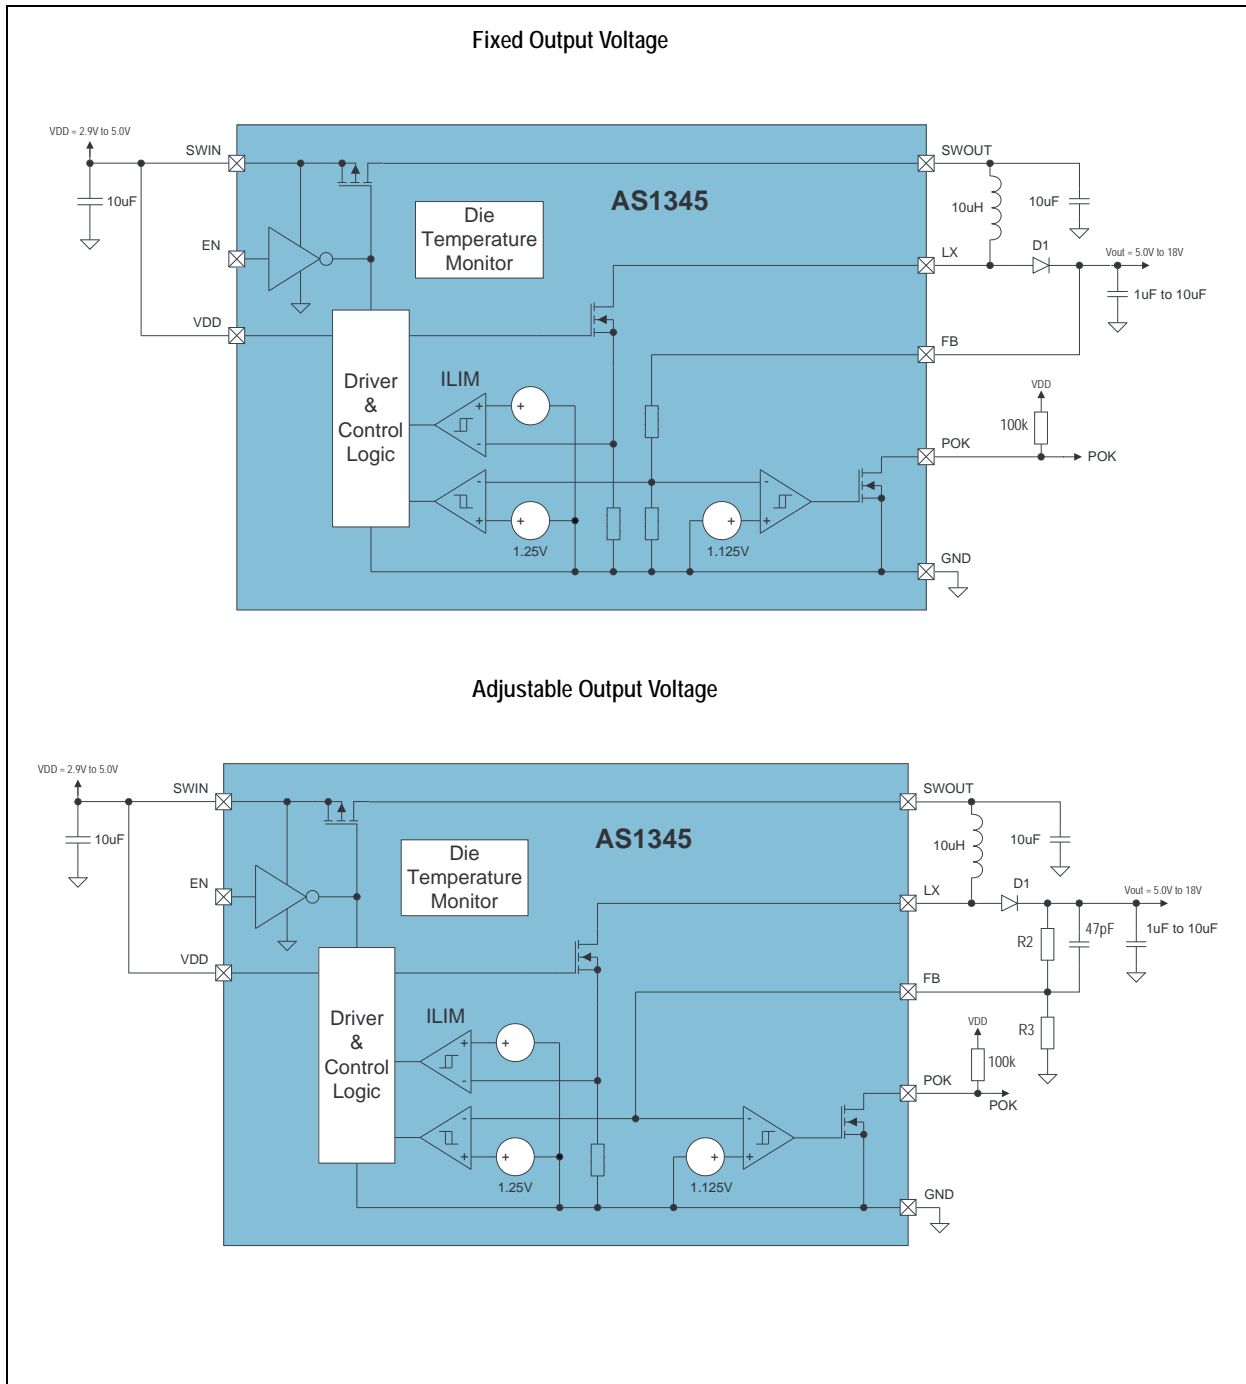 Fixed Output Voltage
VDD = 2.9V to 5.0V
SWIN
SWOUT
10uF
AS1345
10uH
10uF
Die
Temperature
Monitor
EN
LX
D1
Vout = 5.0V to 18V
1uF to 10uF
VDD
FB
Driver
&
Control
Logic
ILIM
+
+
-
VDD
100k
POK
POK
-
-
+
+
+
+
1.25V
1.125V
GND
Adjustable Output Voltage
VDD = 2.9V to 5.0V
SWIN
SWOUT
10uF
AS1345
10uH
10uF
Die
Temperature
Monitor
EN
LX
D1
Vout = 5.0V to 18V
47pF
1uF to 10uF
R2
VDD
FB
Driver
&
Control
Logic
ILIM
+
+
-
VDD
R3
100k
POK
POK
-
-
+
+
+
+
1.25V
1.125V
GND